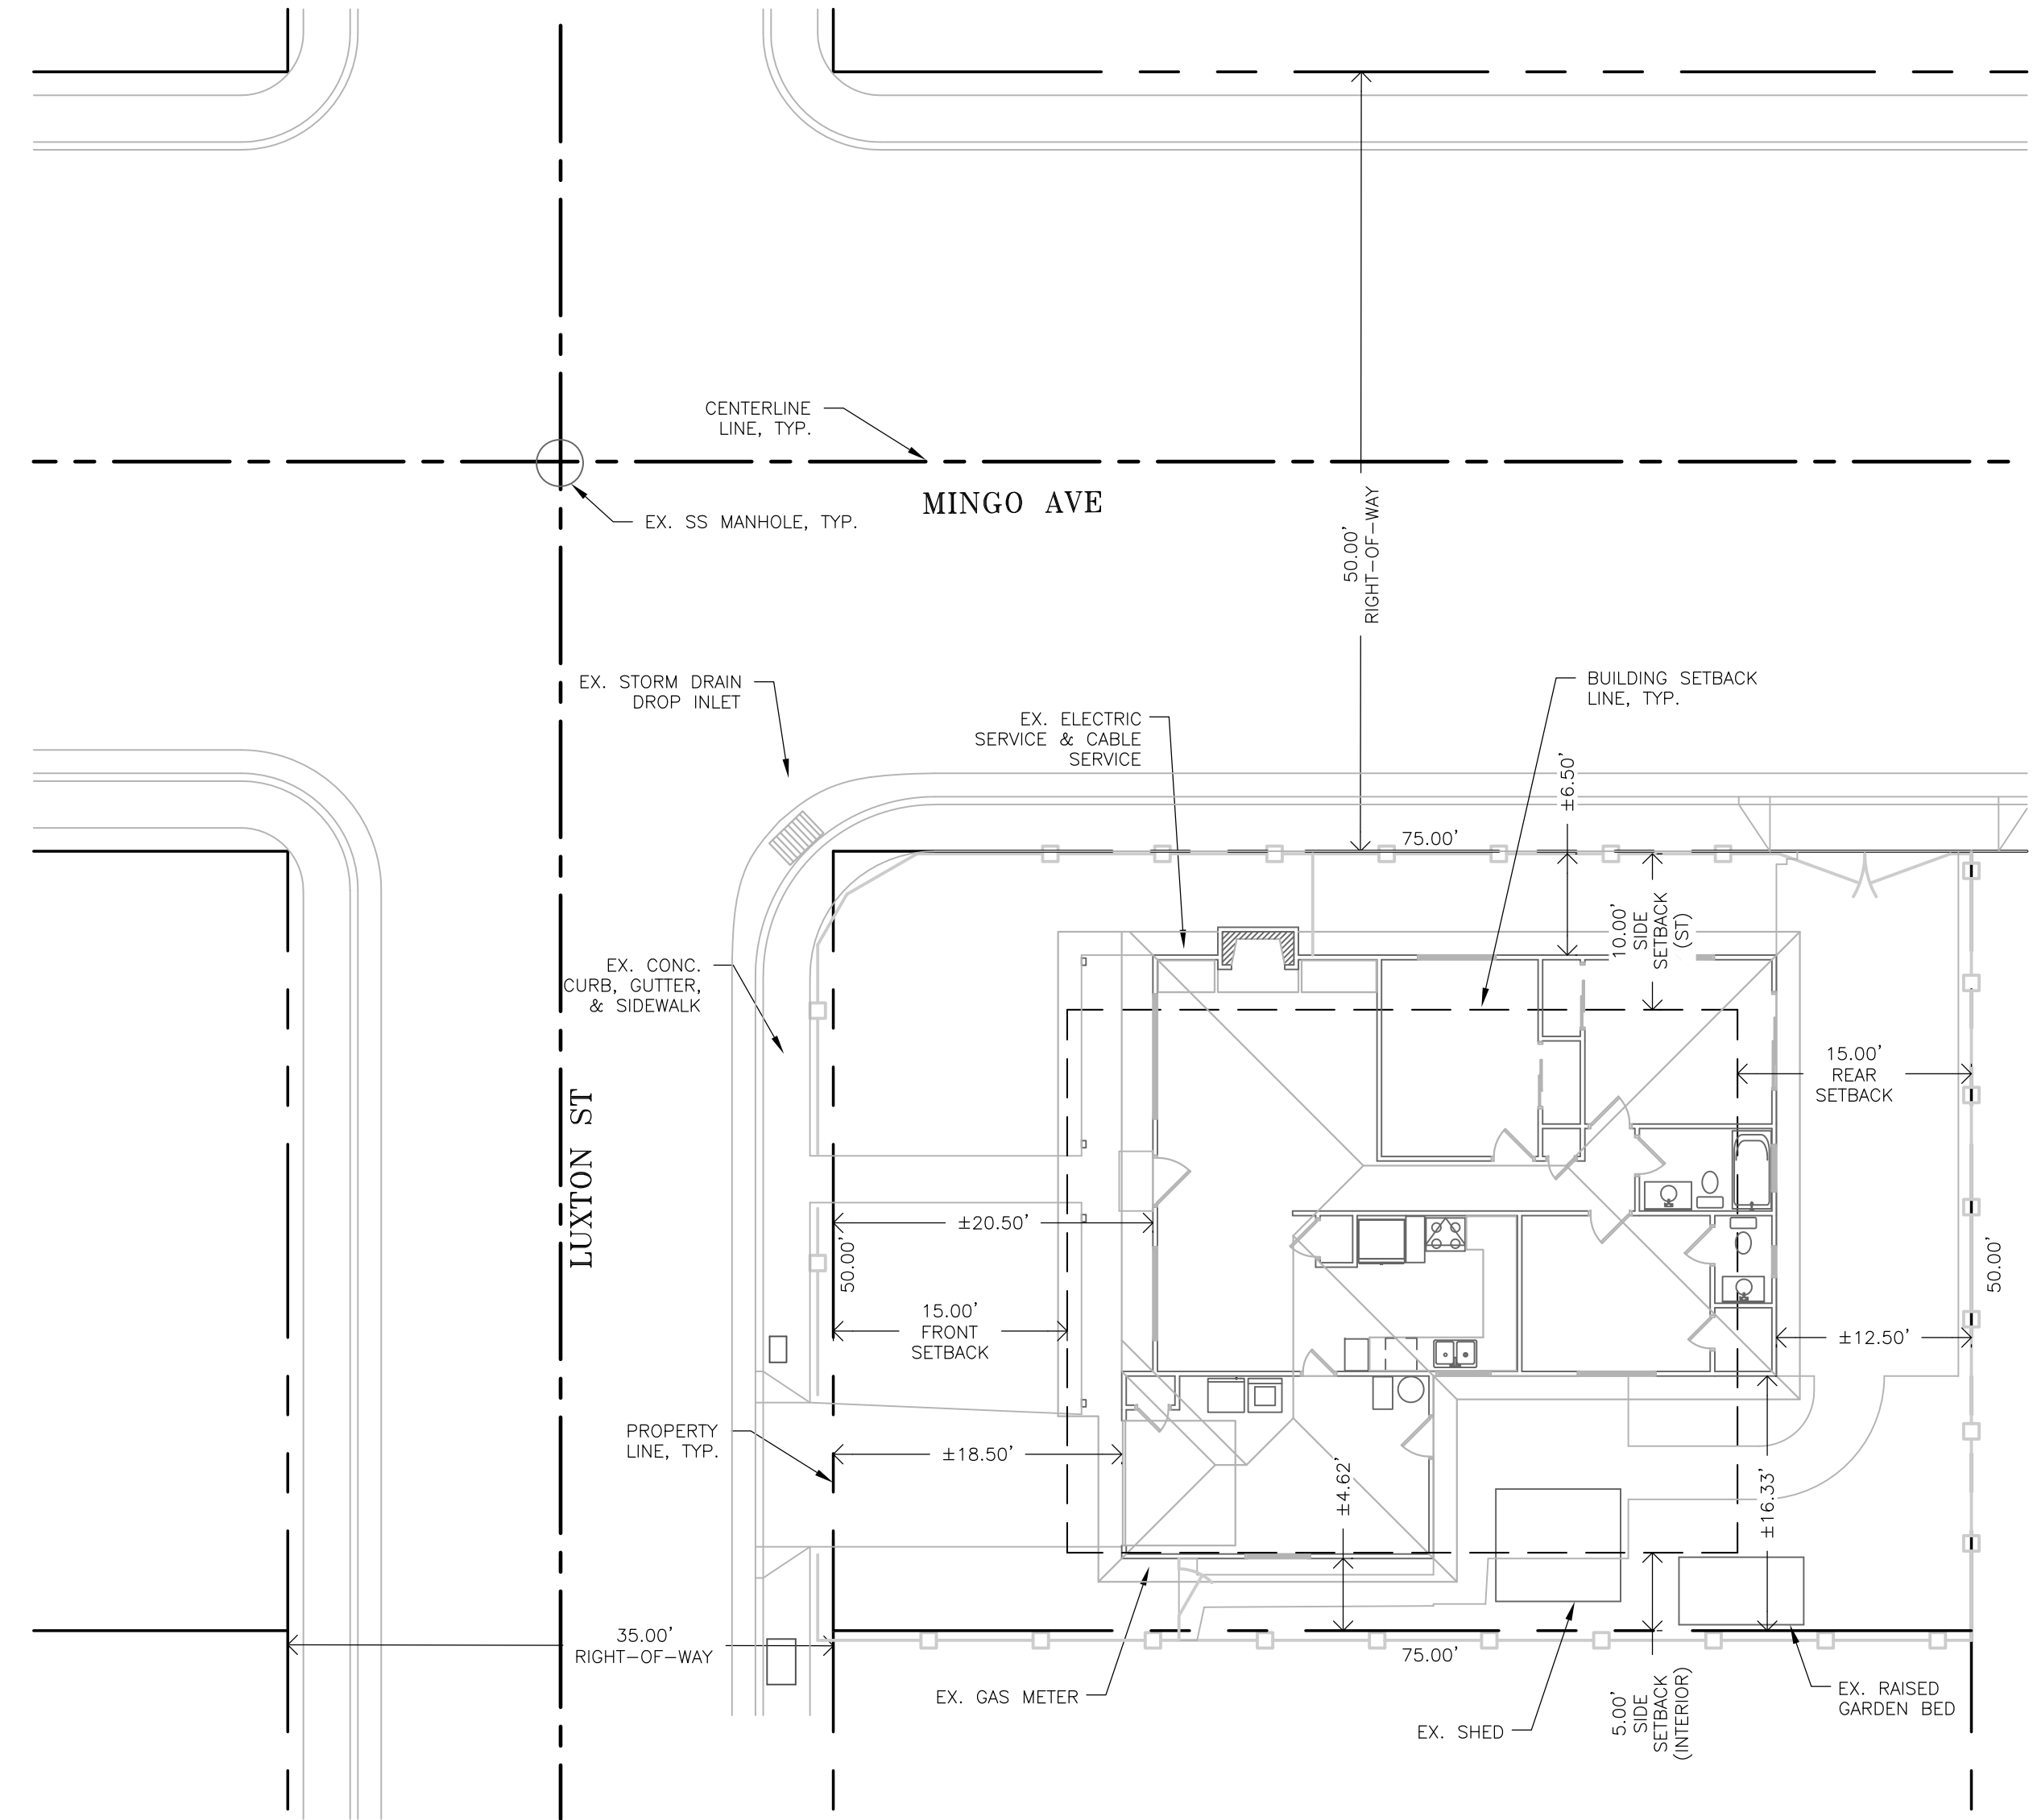 CENTERLINE
LINE, TYP.
MINGO AVE
EX. SS MANHOLE, TYP.
50.00'
RIGHT-OF-WAY
EX. STORM DRAIN
DROP INLET
EX. ELECTRIC
SERVICE & CABLE
SERVICE
BUILDING SETBACK
LINE, TYP.
±6.50'
75.00'
10.00'
SIDE
SETBACK
(ST)
EX. CONC.
CURB, GUTTER,
& SIDEWALK
15.00'
REAR
SETBACK
LUXTON ST
±20.50'
50.00'
50.00'
15.00'
FRONT
SETBACK
±12.50'
PROPERTY
LINE, TYP.
±18.50'
±4.62'
±16.33'
35.00'
RIGHT-OF-WAY
75.00'
EX. GAS METER
EX. SHED
5.00'
SIDE
SETBACK
(INTERIOR)
EX. RAISED
GARDEN BED